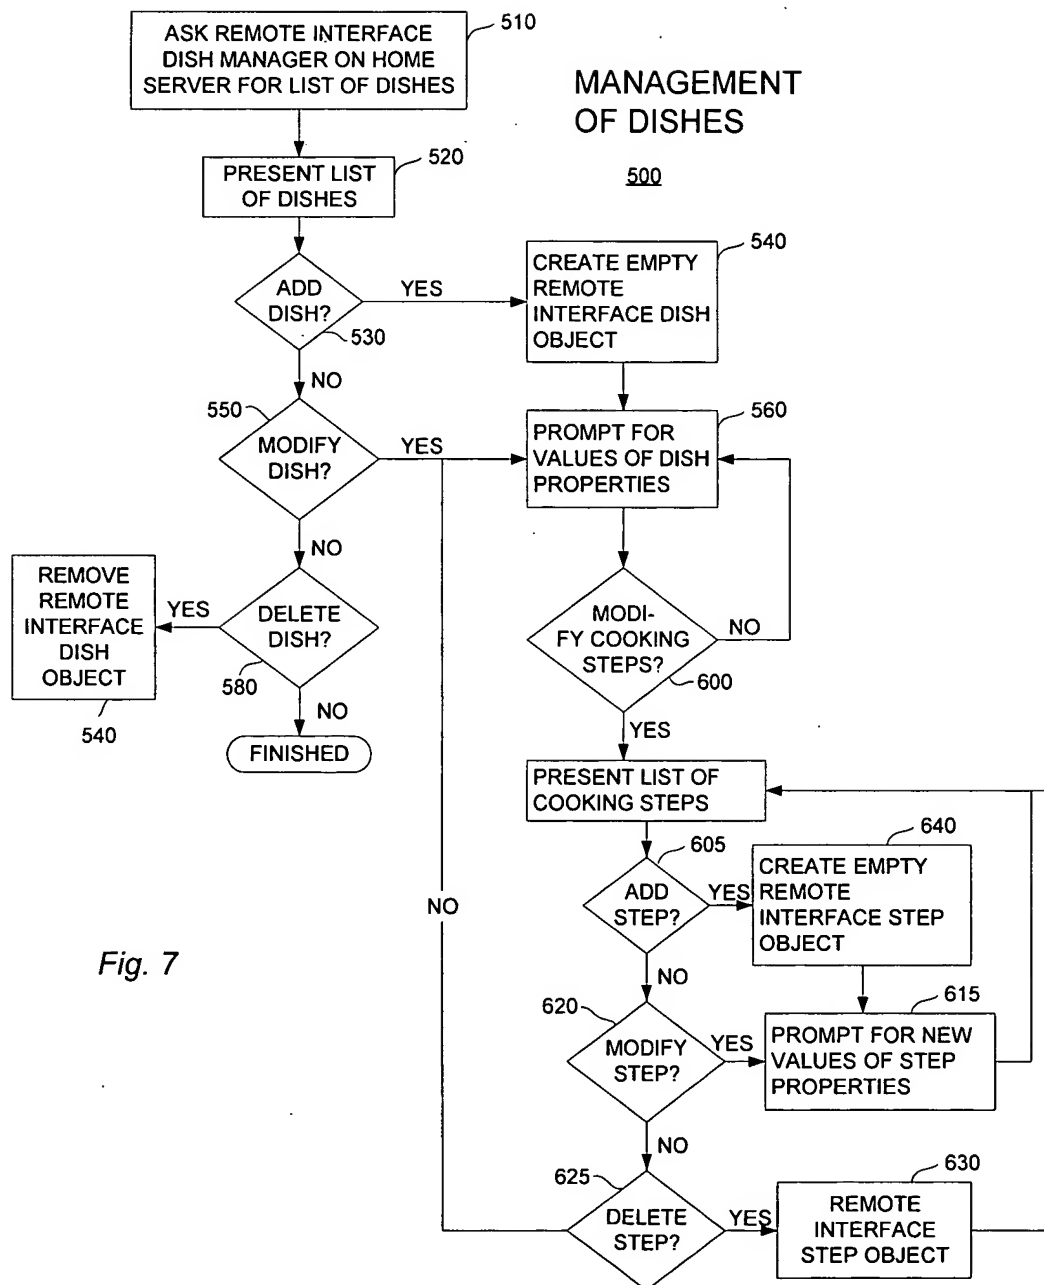 ASK REMOTE INTERFACE
DISH MANAGER ON HOME
SERVER FOR LIST OF DISHES
510
MANAGEMENT
OF DISHES
500
PRESENT LIST
OF DISHES
520
ADD
DISH?
530
YES
NO
CREATE EMPTY
REMOTE
INTERFACE DISH
OBJECT
540
550
MODIFY
DISH?
YES
NO
PROMPT FOR
VALUES OF DISH
PROPERTIES
560
REMOVE
REMOTE
INTERFACE
DISH
OBJECT
540
YES
DELETE
DISH?
580
NO
FINISHED
MODI-
FY COOKING
STEPS?
600
NO
YES
PRESENT LIST OF
COOKING STEPS
605
ADD
STEP?
YES
NO
640
CREATE EMPTY
REMOTE
INTERFACE STEP
OBJECT
NO
Fig. 7
620
MODIFY
STEP?
YES
NO
615
PROMPT FOR NEW
VALUES OF STEP
PROPERTIES
625
DELETE
STEP?
YES
630
REMOTE
INTERFACE
STEP OBJECT